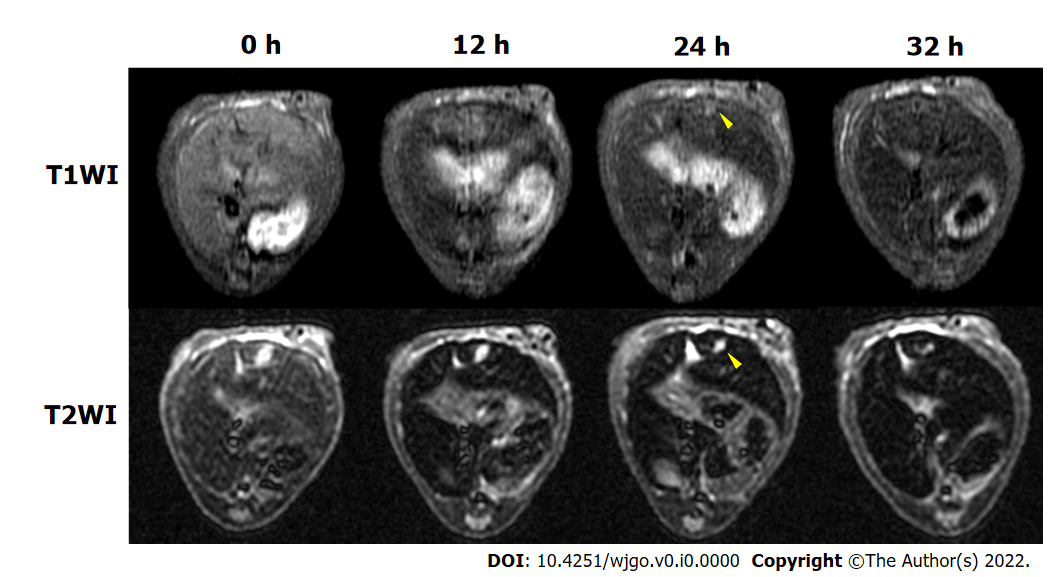 0 h 12 h 24 h 32 h
T1WI
T2WI
DOI: 10.4251/wjgo.v0.i0.0000 Copyright ©The Author(s) 2022.